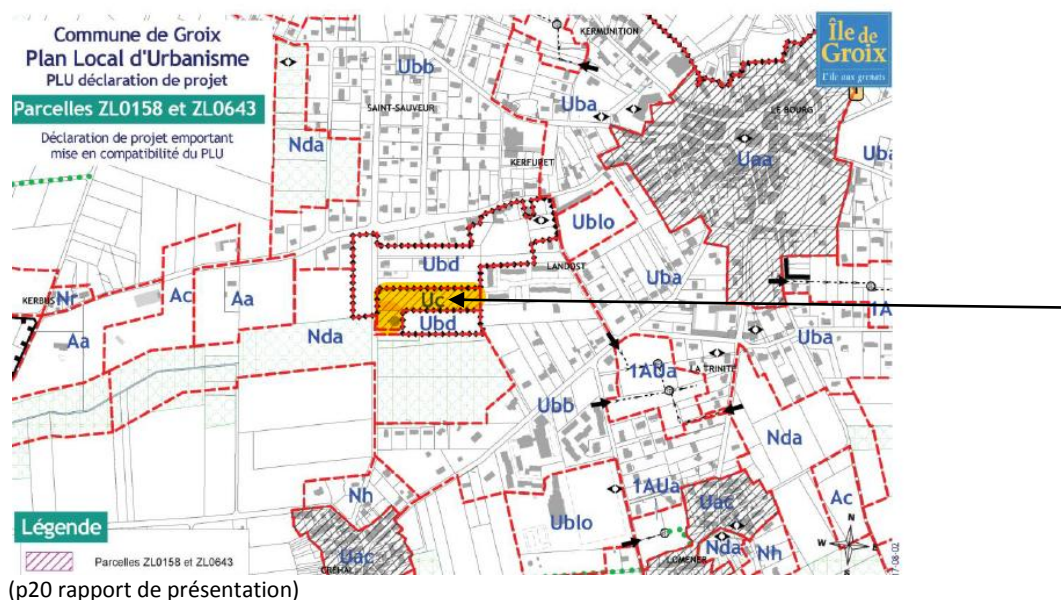 Commune de Groix
Plan Local d'Urbanisme
PLU déclaration de projet
Parcelles ZL0158 et ZL0643
Déclaration de projet emportant
mise en compatibilité du PLU
Île de
Groix
L'île aux grenats
KERMUNITION
Ubb
Uba
SAINT-SAUVEUR
LE BOURG
Nda
Uaa
Uba
KERFURET
Ublo
Ubd
LANDOST
Uba
Uc
Ubd
KERBUS
Nr
Ac
Aa
Aa
Nda
1A
Uba
1AUa
LA TRINITE
Ubb
Nda
Nh
1AUa
Uac
Ac
Ublo
Nda
Nh
LOMENER
Uac
GREHAL
N
W
E
S
17-08-02
Légende
Parcelles ZL0158 et ZL0643
(p20 rapport de présentation)